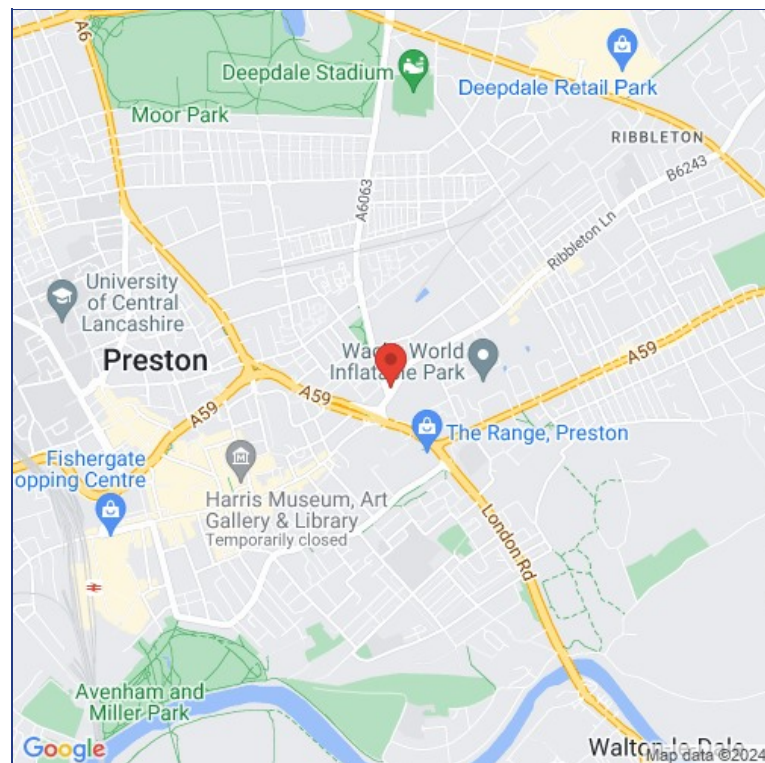 A6
Deepdale Stadium
Deepdale Retail Park
Moor Park
RIBBLETON
B6243
A6063
Ribbleton Ln
University
of Central
Lancashire
Preston
World
Inflatable Park
A59
A59
A59
The Range, Preston
Fishergate
opping Centre
Harris Museum, Art
Gallery & Library
Temporarily closed
London Rd
Avenham and
Miller Park
Walton-le-Dale
Google
Map data ©2024